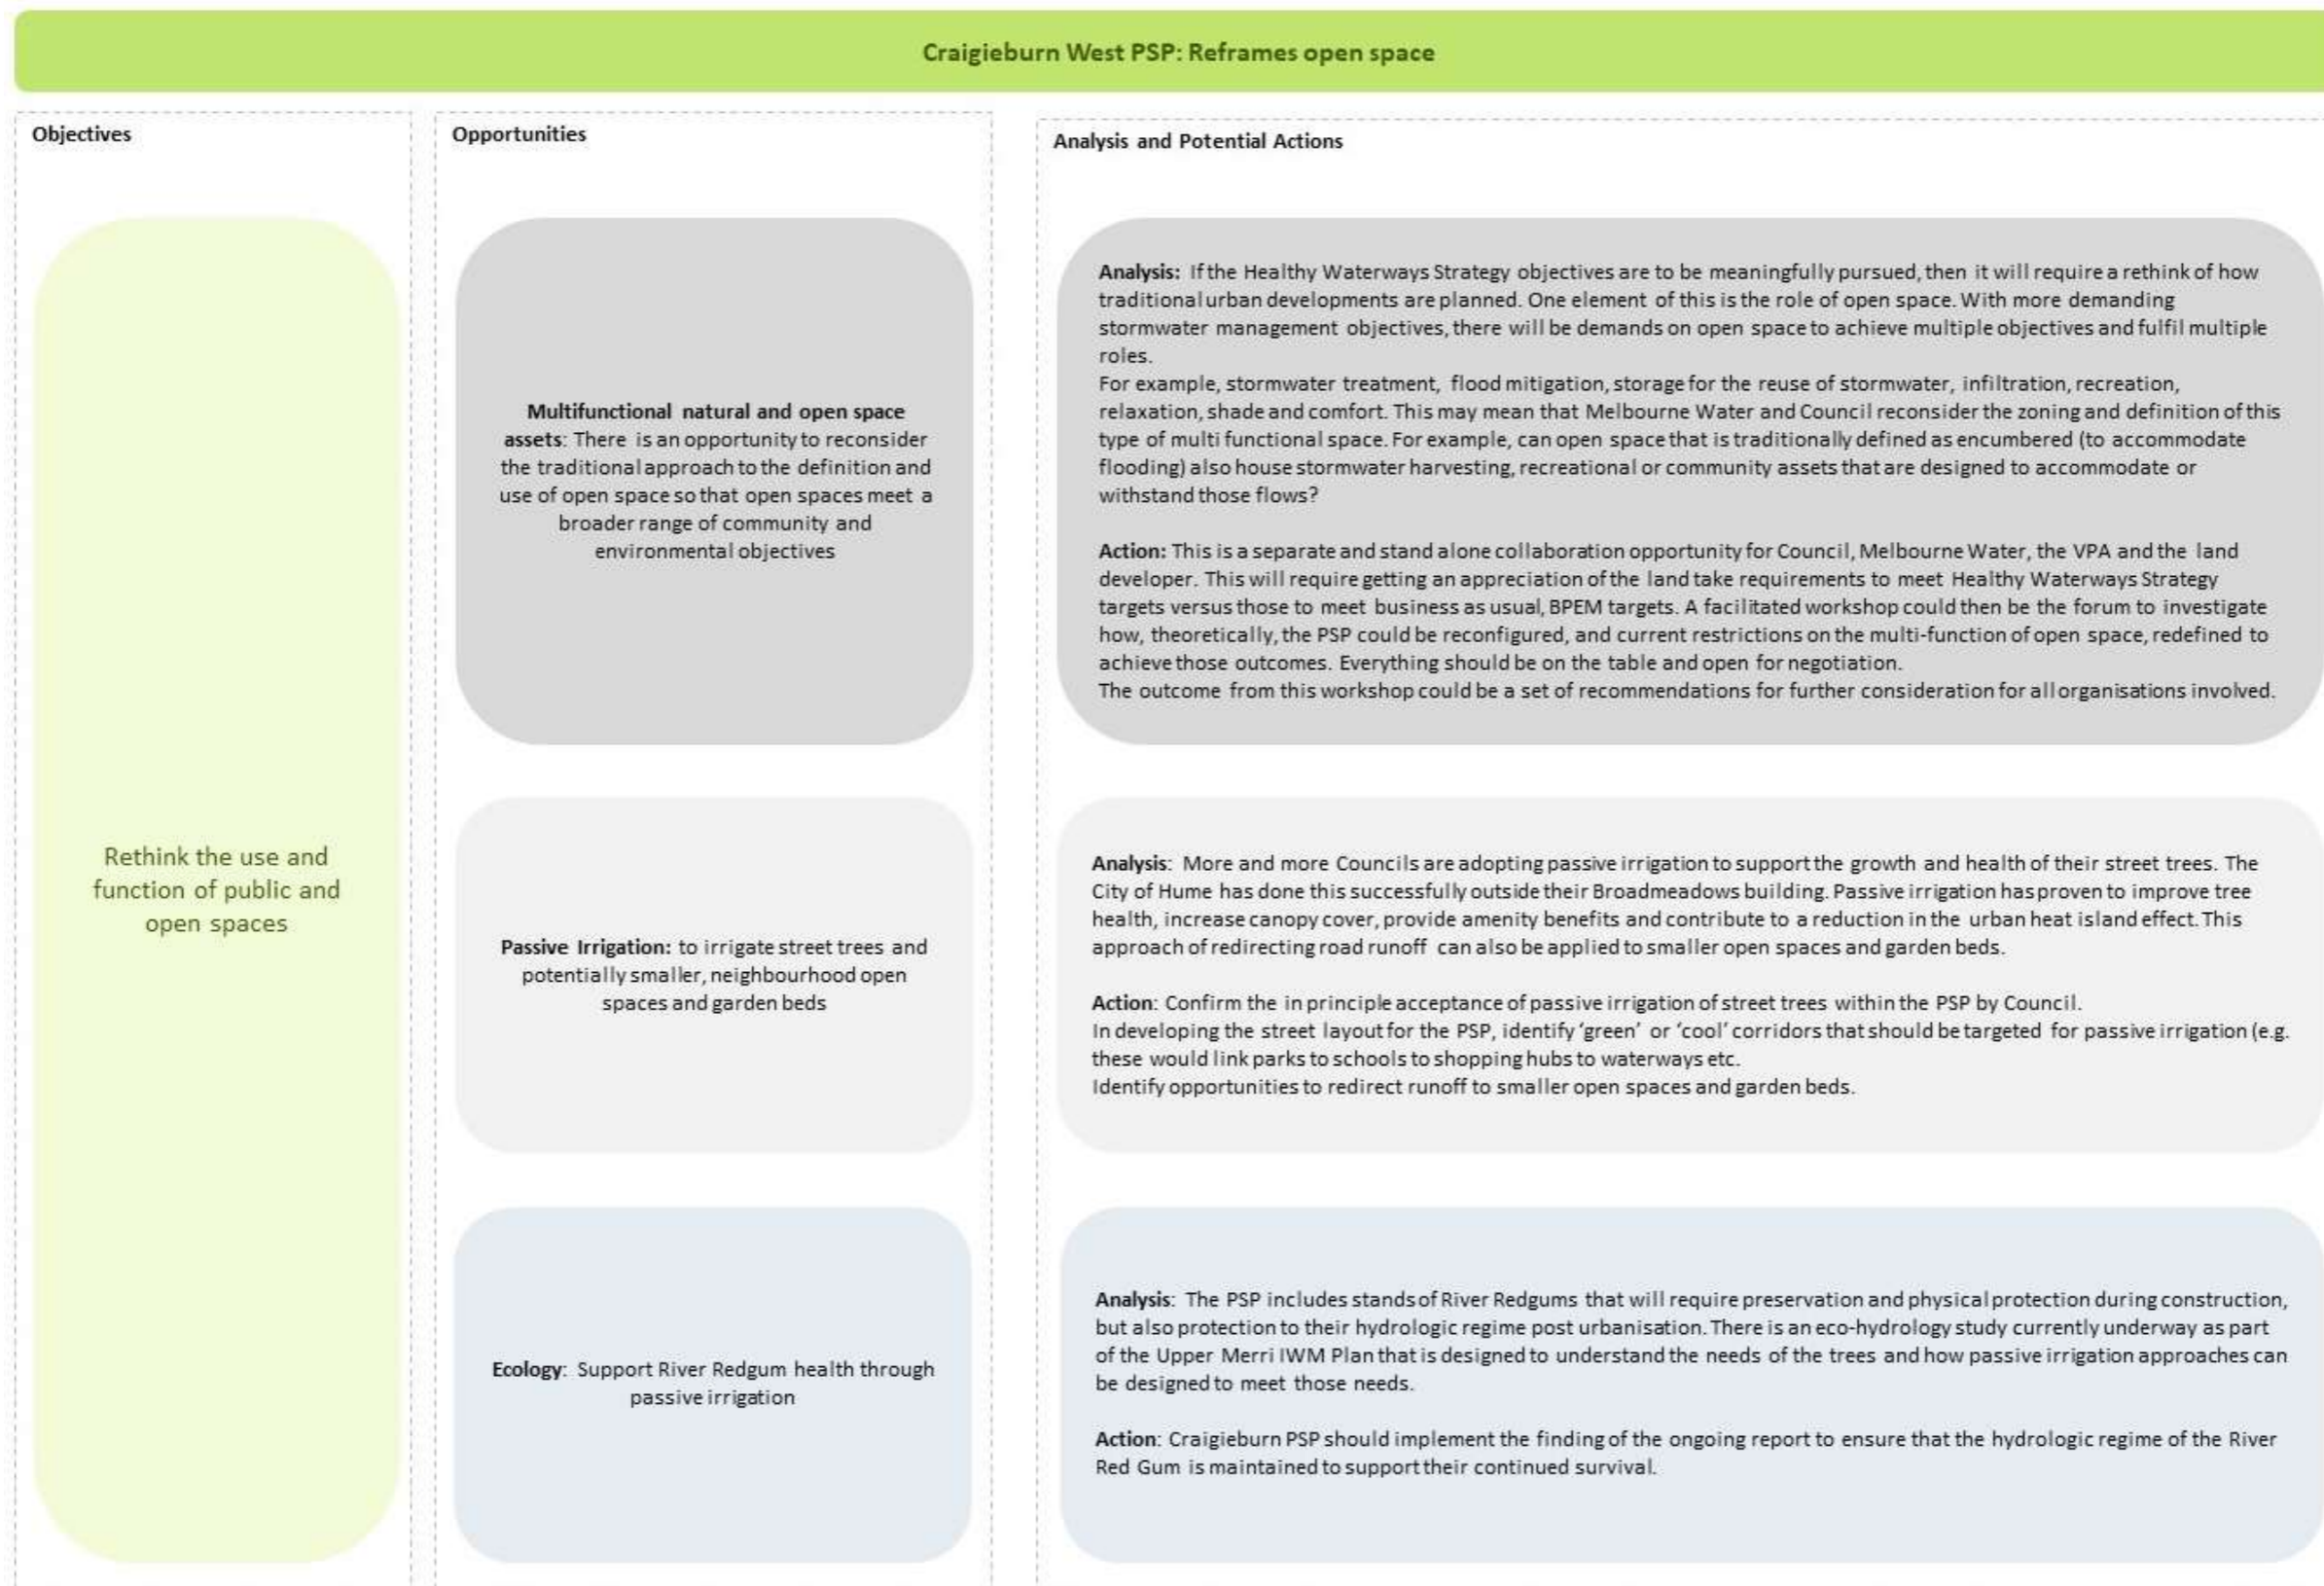 Craigieburn West PSP: Reframes open space
Objectives
Opportunities
Analysis and Potential Actions
Rethink the use and
function of public and
open spaces
Multifunctional natural and open space
assets: There is an opportunity to reconsider
the traditional approach to the definition and
use of open space so that open spaces meet a
broader range of community and
environmental objectives
Analysis: If the Healthy Waterways Strategy objectives are to be meaningfully pursued, then it will require a rethink of how
traditional urban developments are planned. One element of this is the role of open space. With more demanding
stormwater management objectives, there will be demands on open space to achieve multiple objectives and fulfil multiple
roles.
For example, stormwater treatment, flood mitigation, storage for the reuse of stormwater, infiltration, recreation,
relaxation, shade and comfort. This may mean that Melbourne Water and Council reconsider the zoning and definition of this
type of multi functional space. For example, can open space that is traditionally defined as encumbered (to accommodate
flooding) also house stormwater harvesting, recreational or community assets that are designed to accommodate or
withstand those flows?
Action: This is a separate and stand alone collaboration opportunity for Council, Melbourne Water, the VPA and the land
developer. This will require getting an appreciation of the land take requirements to meet Healthy Waterways Strategy
targets versus those to meet business as usual, BPEM targets. A facilitated workshop could then be the forum to investigate
how, theoretically, the PSP could be reconfigured, and current restrictions on the multi-function of open space, redefined to
achieve those outcomes. Everything should be on the table and open for negotiation.
The outcome from this workshop could be a set of recommendations for further consideration for all organisations involved.
Passive Irrigation: to irrigate street trees and
potentially smaller, neighbourhood open
spaces and garden beds
Analysis: More and more Councils are adopting passive irrigation to support the growth and health of their street trees. The
City of Hume has done this successfully outside their Broadmeadows building. Passive irrigation has proven to improve tree
health, increase canopy cover, provide amenity benefits and contribute to a reduction in the urban heat island effect. This
approach of redirecting road runoff can also be applied to smaller open spaces and garden beds.
Action: Confirm the in principle acceptance of passive irrigation of street trees within the PSP by Council.
In developing the street layout for the PSP, identify 'green' or 'cool' corridors that should be targeted for passive irrigation (e.g.
these would link parks to schools to shopping hubs to waterways etc.
Identify opportunities to redirect runoff to smaller open spaces and garden beds.
Ecology: Support River Redgum health through
passive irrigation
Analysis: The PSP includes stands of River Redgums that will require preservation and physical protection during construction,
but also protection to their hydrologic regime post urbanisation. There is an eco-hydrology study currently underway as part
of the Upper Merri IWM Plan that is designed to understand the needs of the trees and how passive irrigation approaches can
be designed to meet those needs.
Action: Craigieburn PSP should implement the finding of the ongoing report to ensure that the hydrologic regime of the River
Red Gum is maintained to support their continued survival.